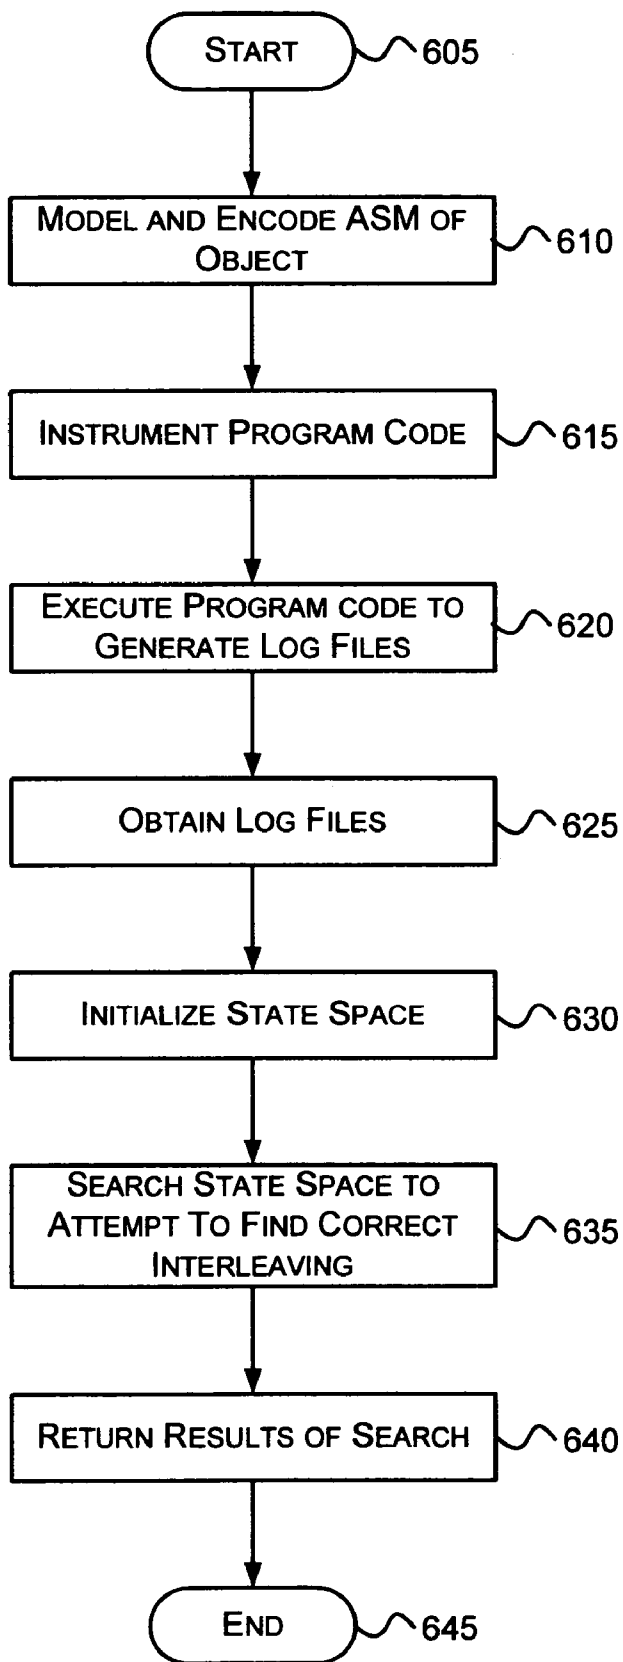 START
605
MODEL AND ENCODE ASM OF
OBJECT
610
INSTRUMENT PROGRAM CODE
615
EXECUTE PROGRAM CODE TO
GENERATE LOG FILES
620
OBTAIN LOG FILES
625
INITIALIZE STATE SPACE
630
SEARCH STATE SPACE TO
ATTEMPT TO FIND CORRECT
INTERLEAVING
635
RETURN RESULTS OF SEARCH
640
END
645